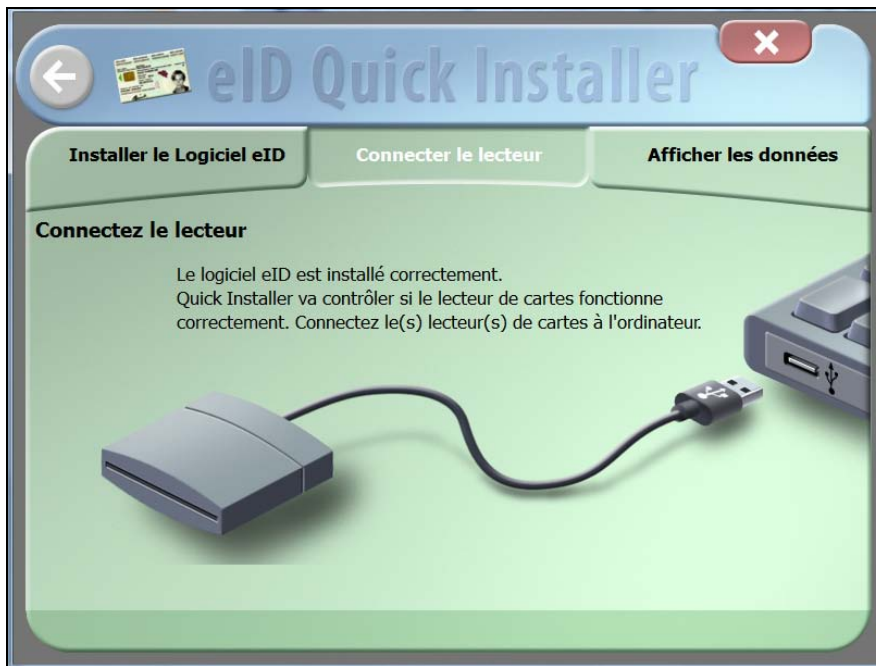 eID Quick Installer
Installer le Logiciel eID
Connecter le lecteur
Afficher les données
Connectez le lecteur
Le logiciel eID est installé correctement.
Quick Installer va contrôler si le lecteur de cartes fonctionne
correctement. Connectez le(s) lecteur(s) de cartes à l'ordinateur.